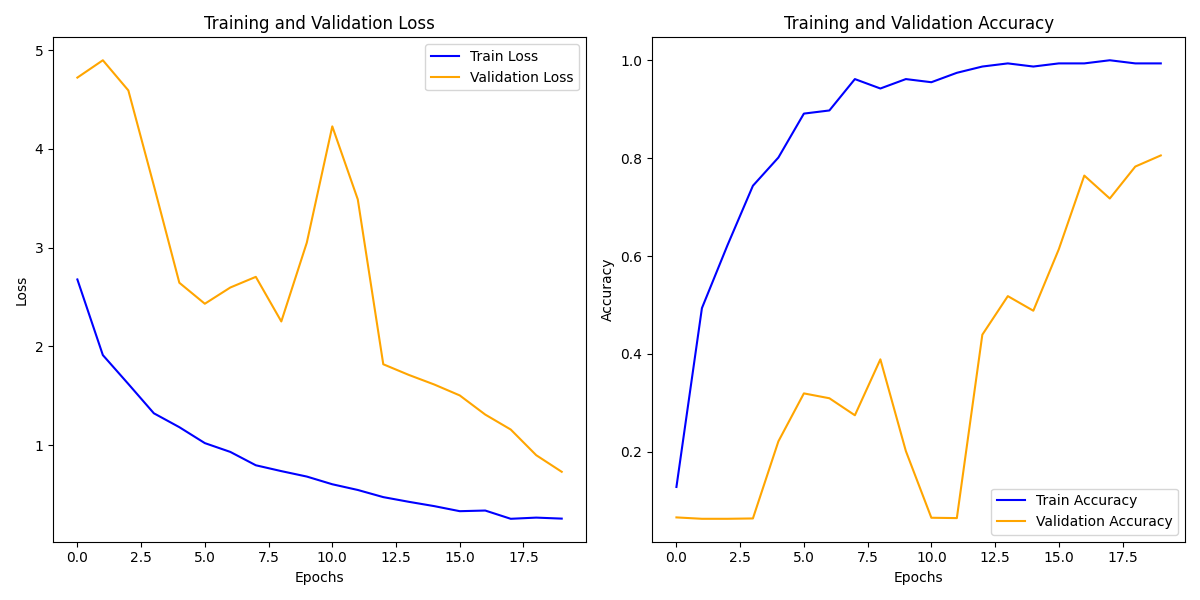 Training and Validation Loss
5
4
3
2
1
Loss
0.0 2.5 5.0 7.5 10.0 12.5 15.0 17.5
Epochs
Train Loss
Validation Loss
Training and Validation Accuracy
1.0
0.8
0.6
0.4
0.2
Accuracy
0.0 2.5 5.0 7.5 10.0 12.5 15.0 17.5
Epochs
Train Accuracy
Validation Accuracy